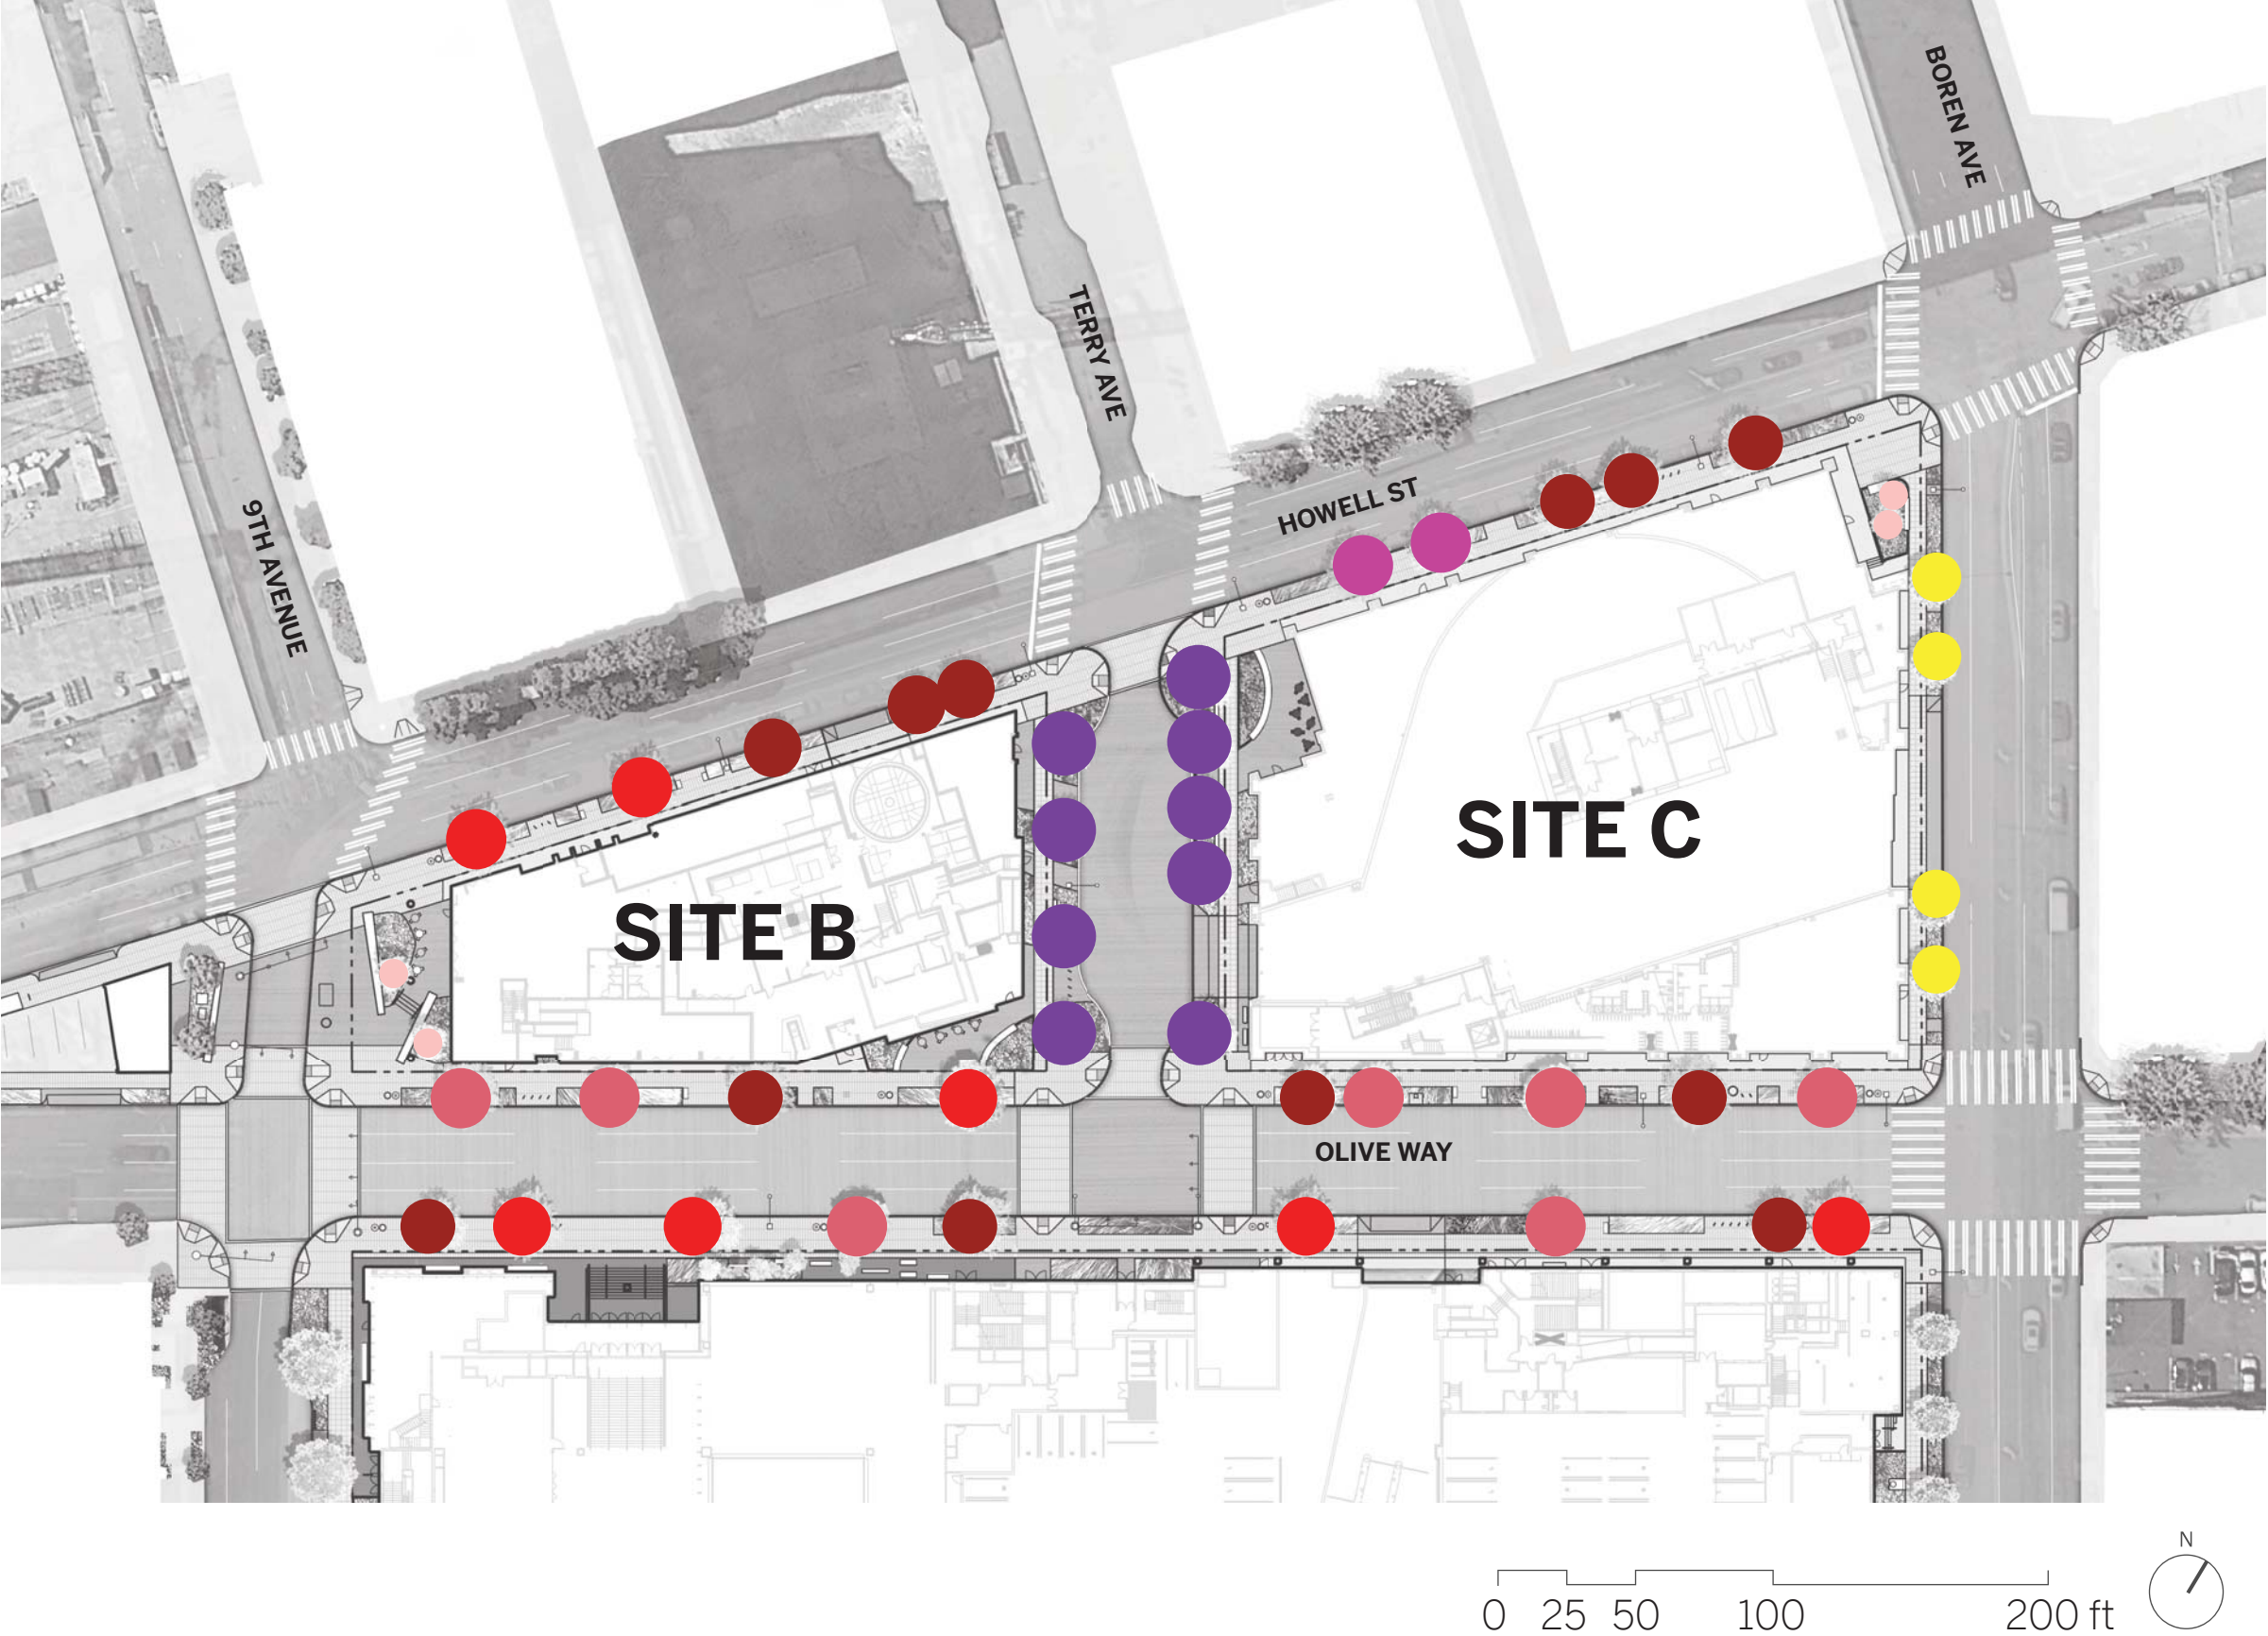 BOREN AVE
TERRY AVE
HOWELL ST
9TH AVENUE
SITE C
SITE B
OLIVE WAY
N
0 25 50 100 200 ft